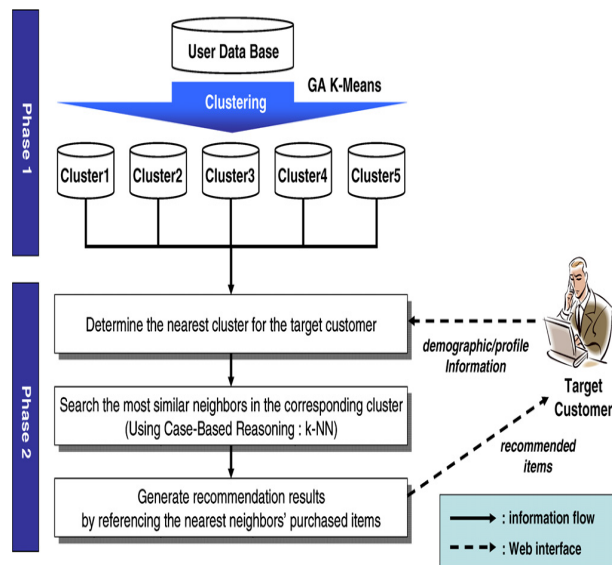 Phase 1
User Data Base
GA K-Means
Clustering
Cluster1
Cluster2
Cluster3
Cluster4
Cluster5
Phase 2
Determine the nearest cluster for the target customer
demographic/profile
Information
Target
Customer
Search the most similar neighbors in the corresponding cluster
(Using Case-Based Reasoning : k-NN)
recommended
items
Generate recommendation results
by referencing the nearest neighbors' purchased items
: information flow
: Web interface